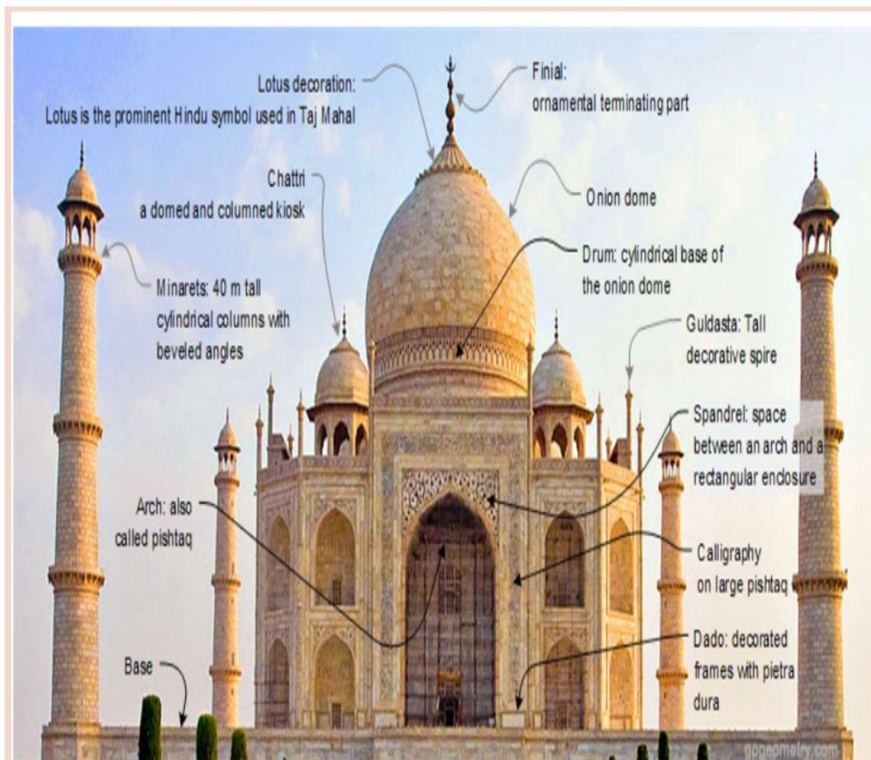 Lotus decoration:
Lotus is the prominent Hindu symbol used in Taj Mahal
Finial:
ornamental terminating part
Chattri
a domed and columned kiosk
Onion dome
Drum: cylindrical base of
the onion dome
Minarets: 40 m tall
cylindrical columns with
beveled angles
Guldasta: Tall
decorative spire
Spandrel: space
between an arch and a
rectangular enclosure
Arch: also
called pishtaq
Calligraphy
on large pishtaq
Dado: decorated
frames with pietra
dura
Base
gogeometry.com